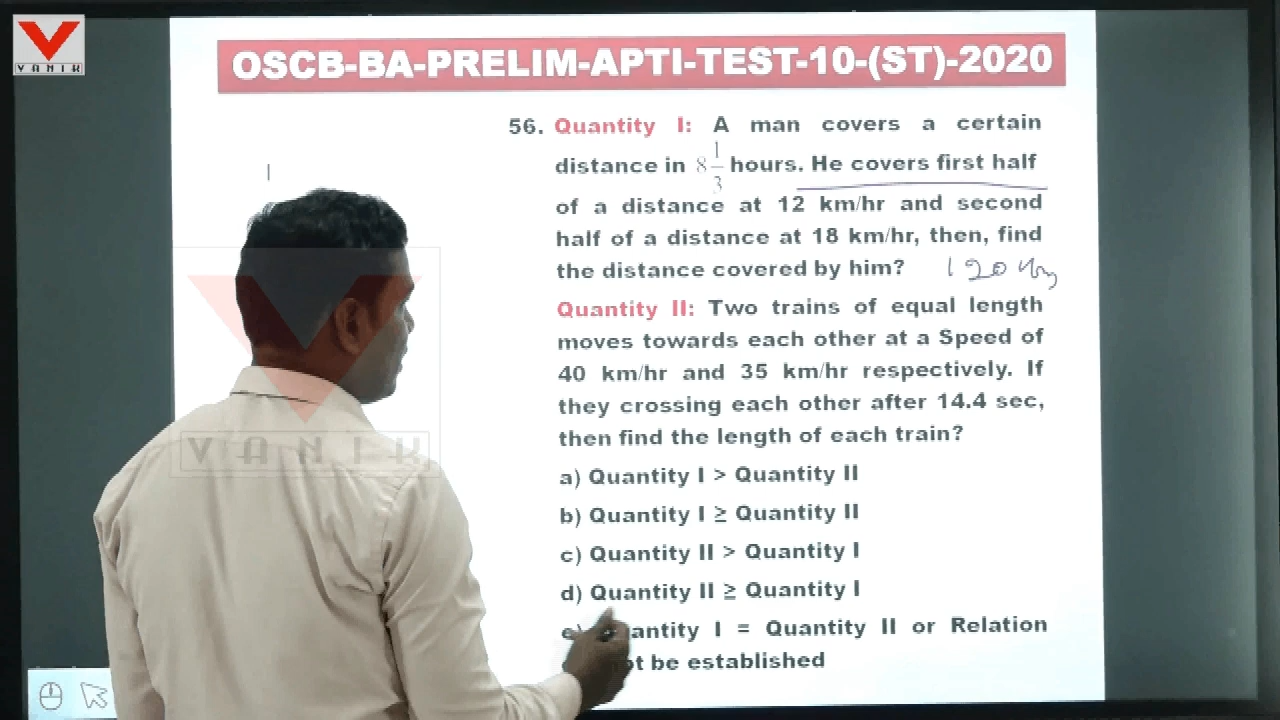 VANIK
OSCB-BA-PRELIM-APTI-TEST-10-(ST)-2020
56. Quantity I: A man covers a certain
distance in 8 1/3 hours. He covers first half
of a distance at 12 km/hr and second
half of a distance at 18 km/hr, then, find
the distance covered by him? 120 km
Quantity II: Two trains of equal length
moves towards each other at a Speed of
40 km/hr and 35 km/hr respectively. If
they crossing each other after 14.4 sec,
then find the length of each train?
VANIK
a) Quantity I > Quantity II
b) Quantity I ≥ Quantity II
c) Quantity II > Quantity I
d) Quantity II ≥ Quantity I
antity I = Quantity II or Relation
be established